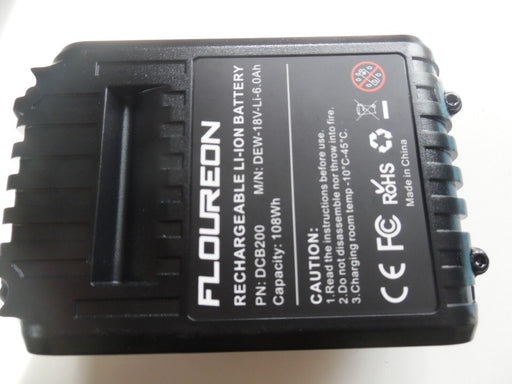 FLOUREON
RECHARGEABLE LI-ION BATTERY
PN: DCB200 M/N: DEW-18V-Li-6.0Ah
Capacity: 108Wh
CAUTION:
1. Read the instructions before use.
2. Do not disassemble nor throw into fire.
3. Charging room temp -10°C-45°C.
CE FC RoHS
Made in China